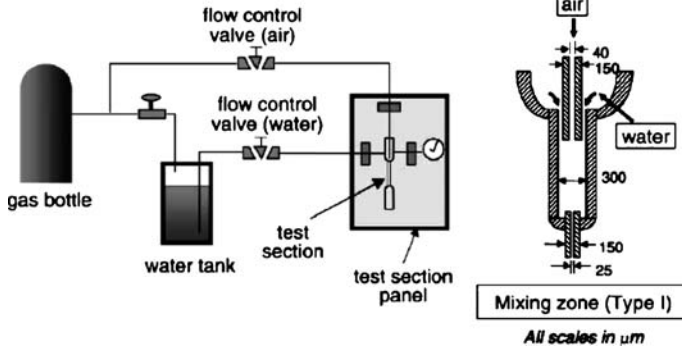 flow control
valve (air)
flow control
valve (water)
gas bottle
water tank
test
section
test section
panel
air
40
150
water
300
150
25
Mixing zone (Type I)
All scales in μm